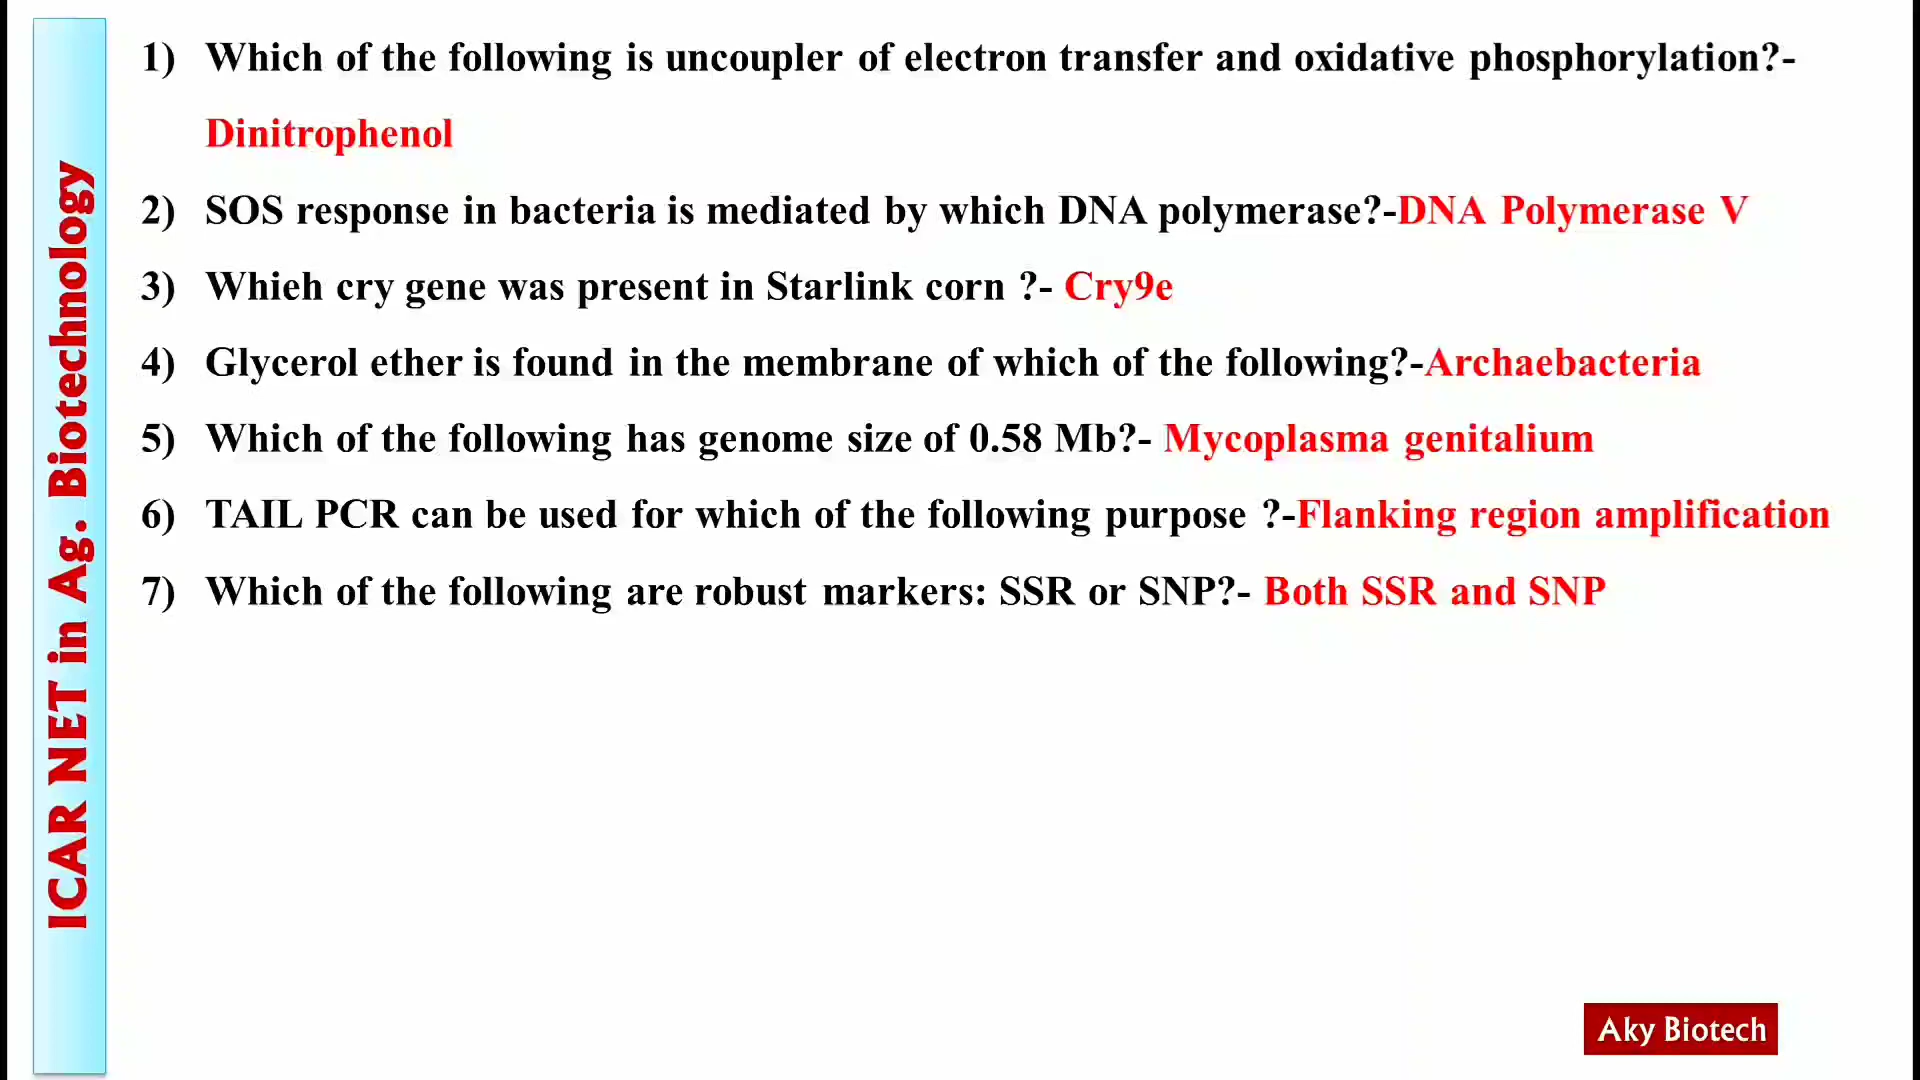 ICAR NET in Ag. Biotechnology
1) Which of the following is uncoupler of electron transfer and oxidative phosphorylation?-
Dinitrophenol
2) SOS response in bacteria is mediated by which DNA polymerase?-DNA Polymerase V
3) Whieh cry gene was present in Starlink corn ?- Cry9e
4) Glycerol ether is found in the membrane of which of the following?-Archaebacteria
5) Which of the following has genome size of 0.58 Mb?- Mycoplasma genitalium
6) TAIL PCR can be used for which of the following purpose ?-Flanking region amplification
7) Which of the following are robust markers: SSR or SNP?- Both SSR and SNP
Aky Biotech